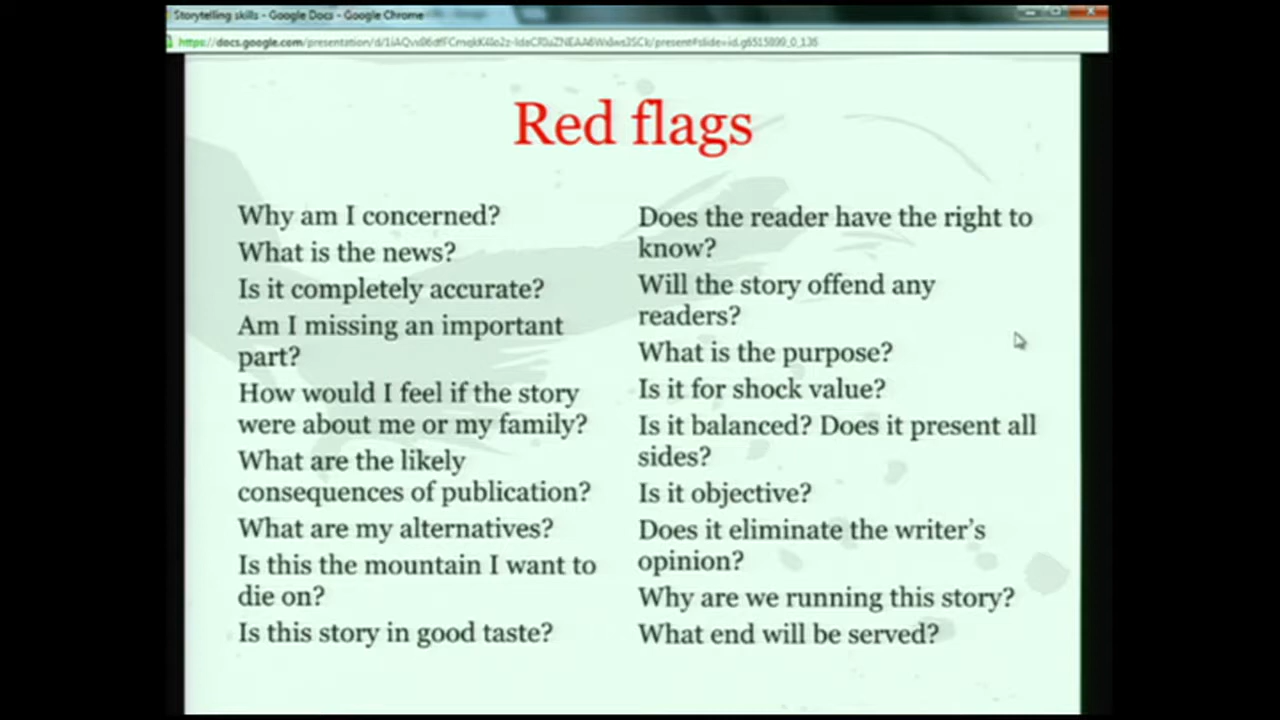 Storytelling skills - Google Docs - Google Chrome
Red flags
Why am I concerned?
What is the news?
Is it completely accurate?
Am I missing an important
part?
How would I feel if the story
were about me or my family?
What are the likely
consequences of publication?
What are my alternatives?
Is this the mountain I want to
die on?
Is this story in good taste?
Does the reader have the right to
know?
Will the story offend any
readers?
What is the purpose?
Is it for shock value?
Is it balanced? Does it present all
sides?
Is it objective?
Does it eliminate the writer's
opinion?
Why are we running this story?
What end will be served?